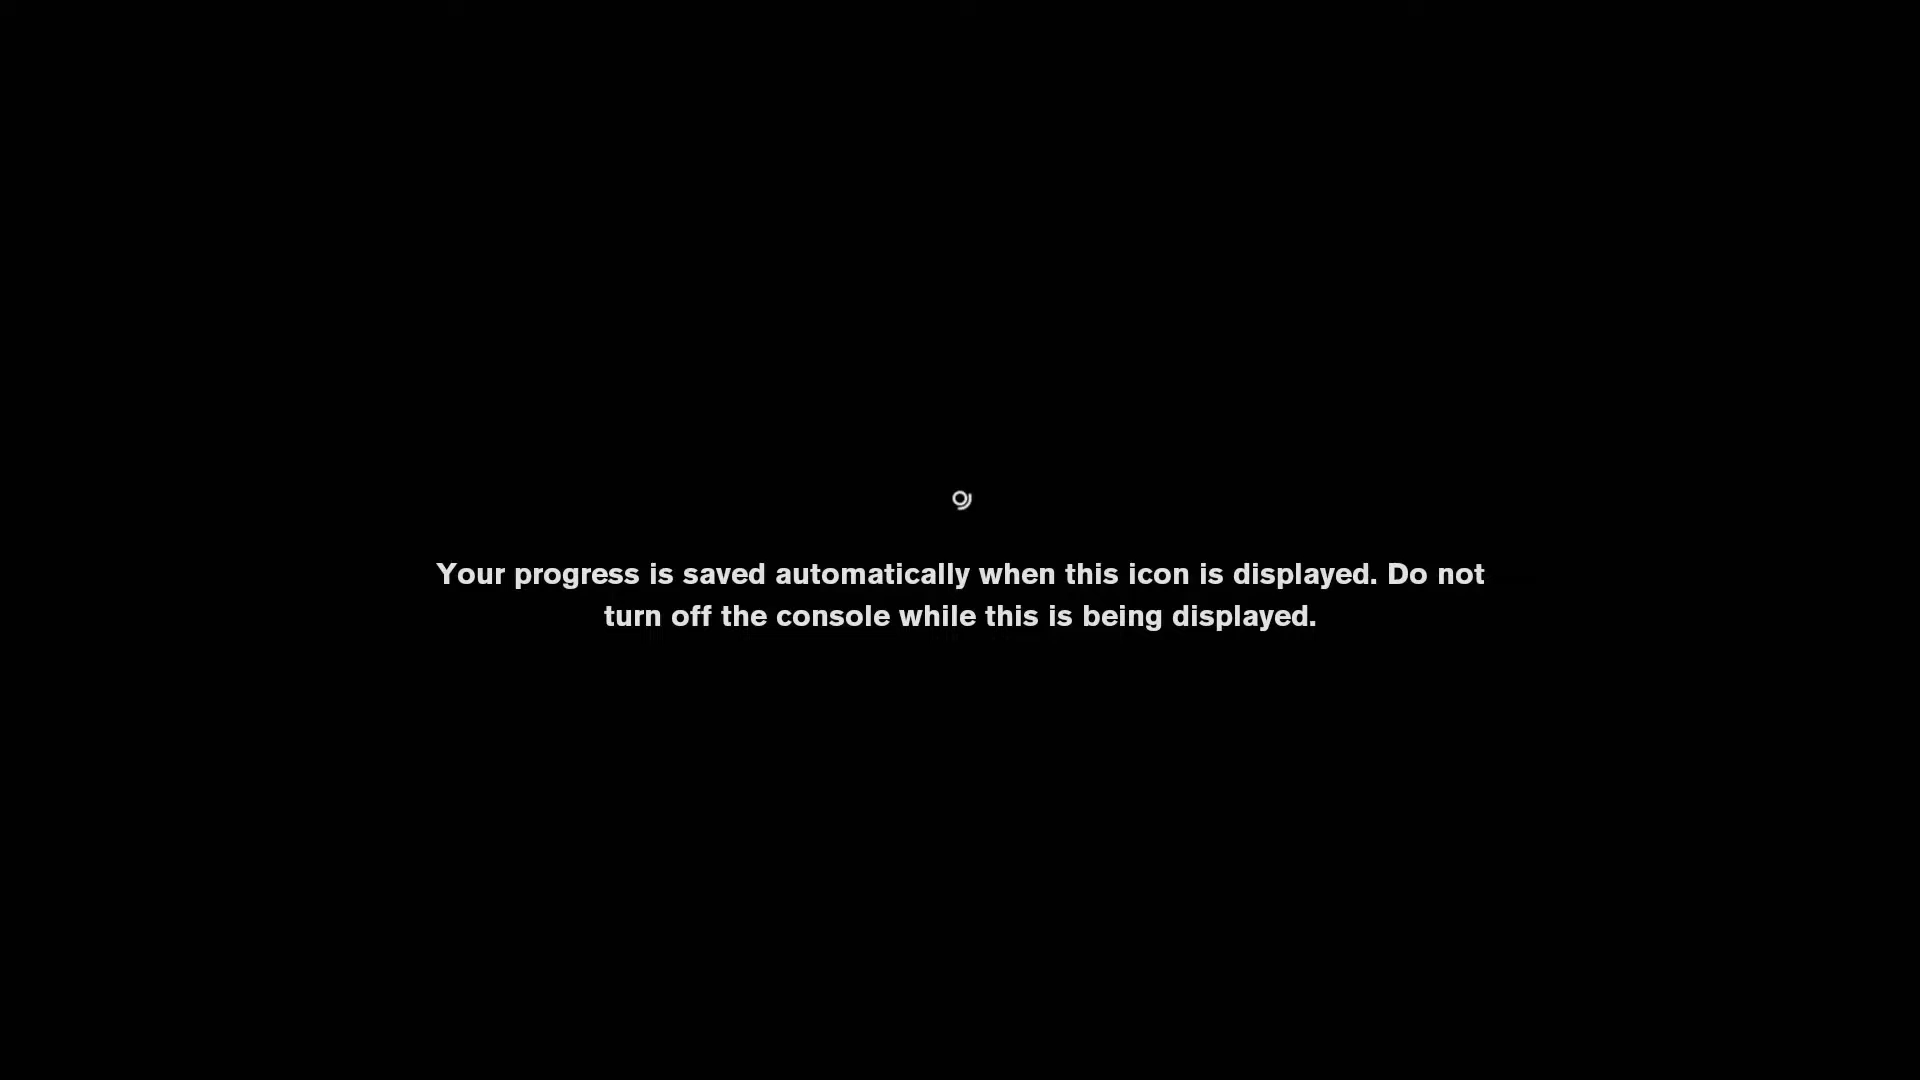 Your progress is saved automatically when this icon is displayed. Do not
turn off the console while this is being displayed.